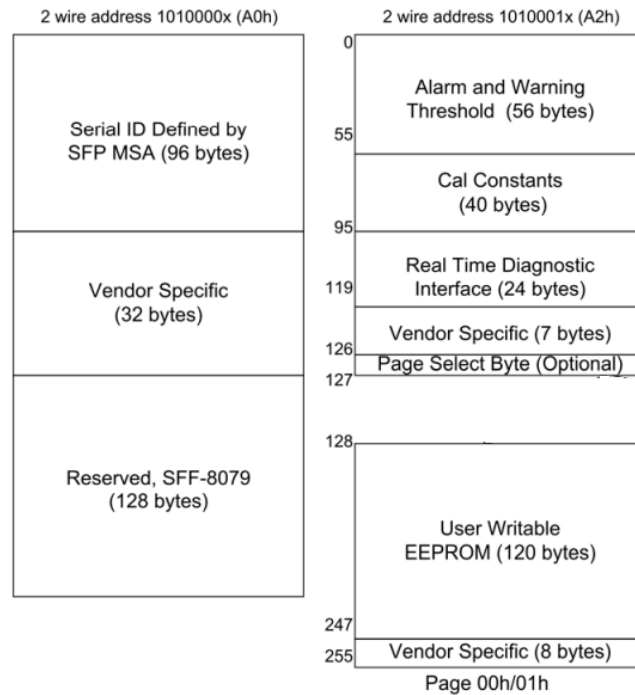 2 wire address 1010000x (A0h)
Serial ID Defined by
SFP MSA (96 bytes)
Vendor Specific
(32 bytes)
Reserved, SFF-8079
(128 bytes)
2 wire address 1010001x (A2h)
0
Alarm and Warning
Threshold (56 bytes)
55
Cal Constants
(40 bytes)
95
Real Time Diagnostic
Interface (24 bytes)
119
Vendor Specific (7 bytes)
126
Page Select Byte (Optional)
127
128
User Writable
EEPROM (120 bytes)
247
Vendor Specific (8 bytes)
255
Page 00h/01h